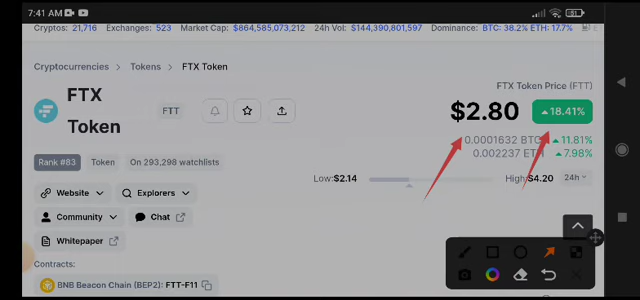 7:41 AM
Cryptos: 21,716 Exchanges: 523 Market Cap: $864,585,073,212 24h Vol: $144,390,801,597 Dominance: BTC: 38.2% ETH: 17.7%
Cryptocurrencies > Tokens > FTX Token
FTX Token Price (FTT)
FTX Token
FTT
$2.80
18.41%
0.0001632 BTC 11.81%
0.002237 ETH 7.98%
Rank #83 Token On 293,298 watchlists
Low:$2.14 High:$4.20 24h
Website Explorers
Community Chat
Whitepaper
Contracts:
BNB Beacon Chain (BEP2): FTT-F11